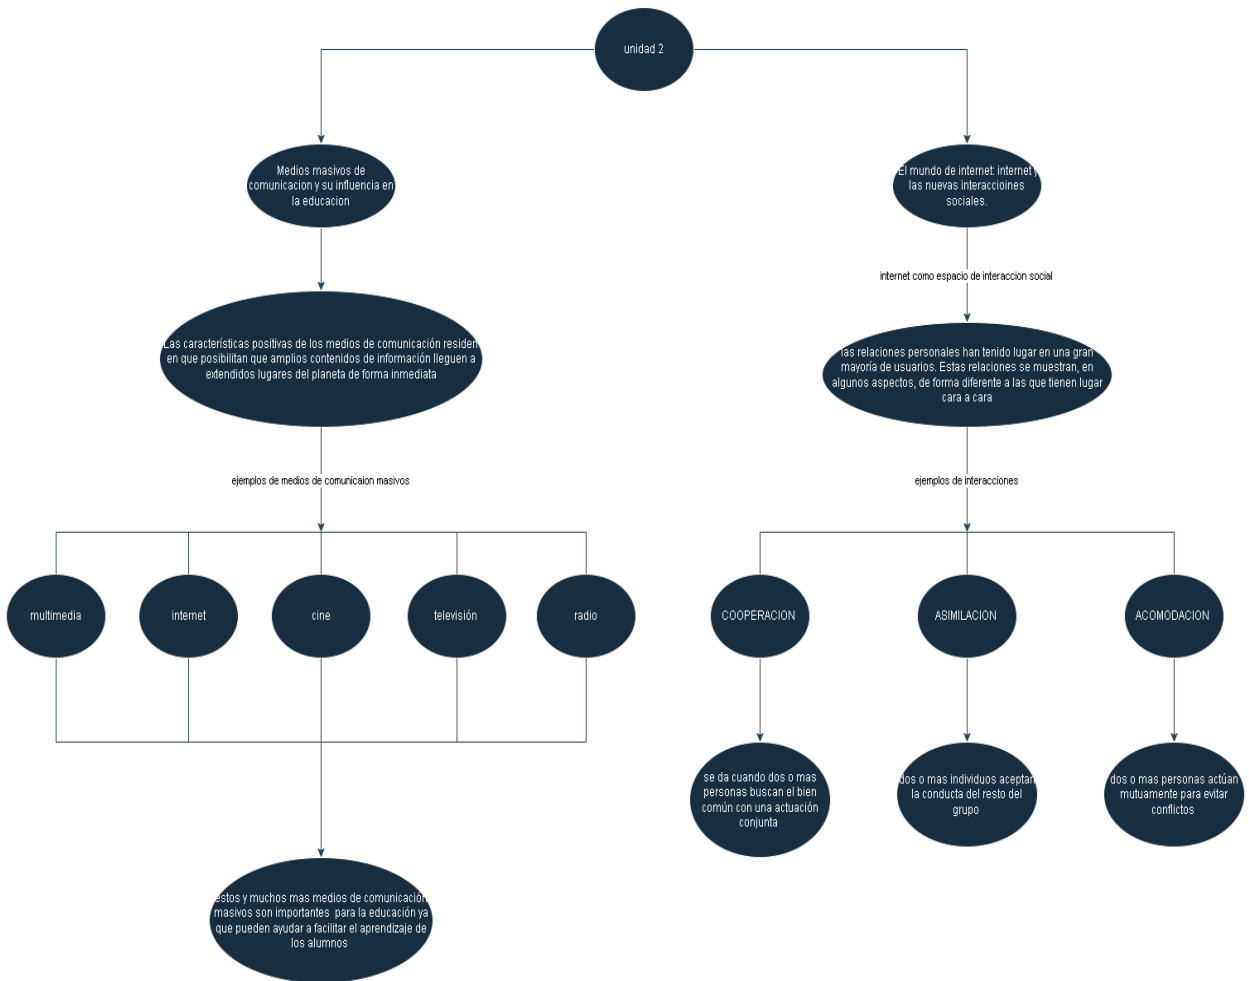 unidad 2
Medios masivos de
comunicacion y su influencia en
la educacion
El mundo de internet: internet y
las nuevas interaccioines
sociales.
internet como espacio de interaccion social
Las características positivas de los medios de comunicación residen
en que posibilitan que amplios contenidos de información lleguen a
extendidos lugares del planeta de forma inmediata
las relaciones personales han tenido lugar en una gran
mayoría de usuarios. Estas relaciones se muestran, en
algunos aspectos, de forma diferente a las que tienen lugar
cara a cara
ejemplos de medios de comunicaion masivos
ejemplos de interacciones
multimedia
internet
cine
televisión
radio
COOPERACION
ASIMILACION
ACOMODACION
se da cuando dos o mas
personas buscan el bien
común con una actuación
conjunta
dos o mas individuos aceptan
la conducta del resto del
grupo
dos o mas personas actúan
mutuamente para evitar
conflictos
estos y muchos mas medios de comunicación
masivos son importantes  para la educación ya
que pueden ayudar a facilitar el aprendizaje de
los alumnos